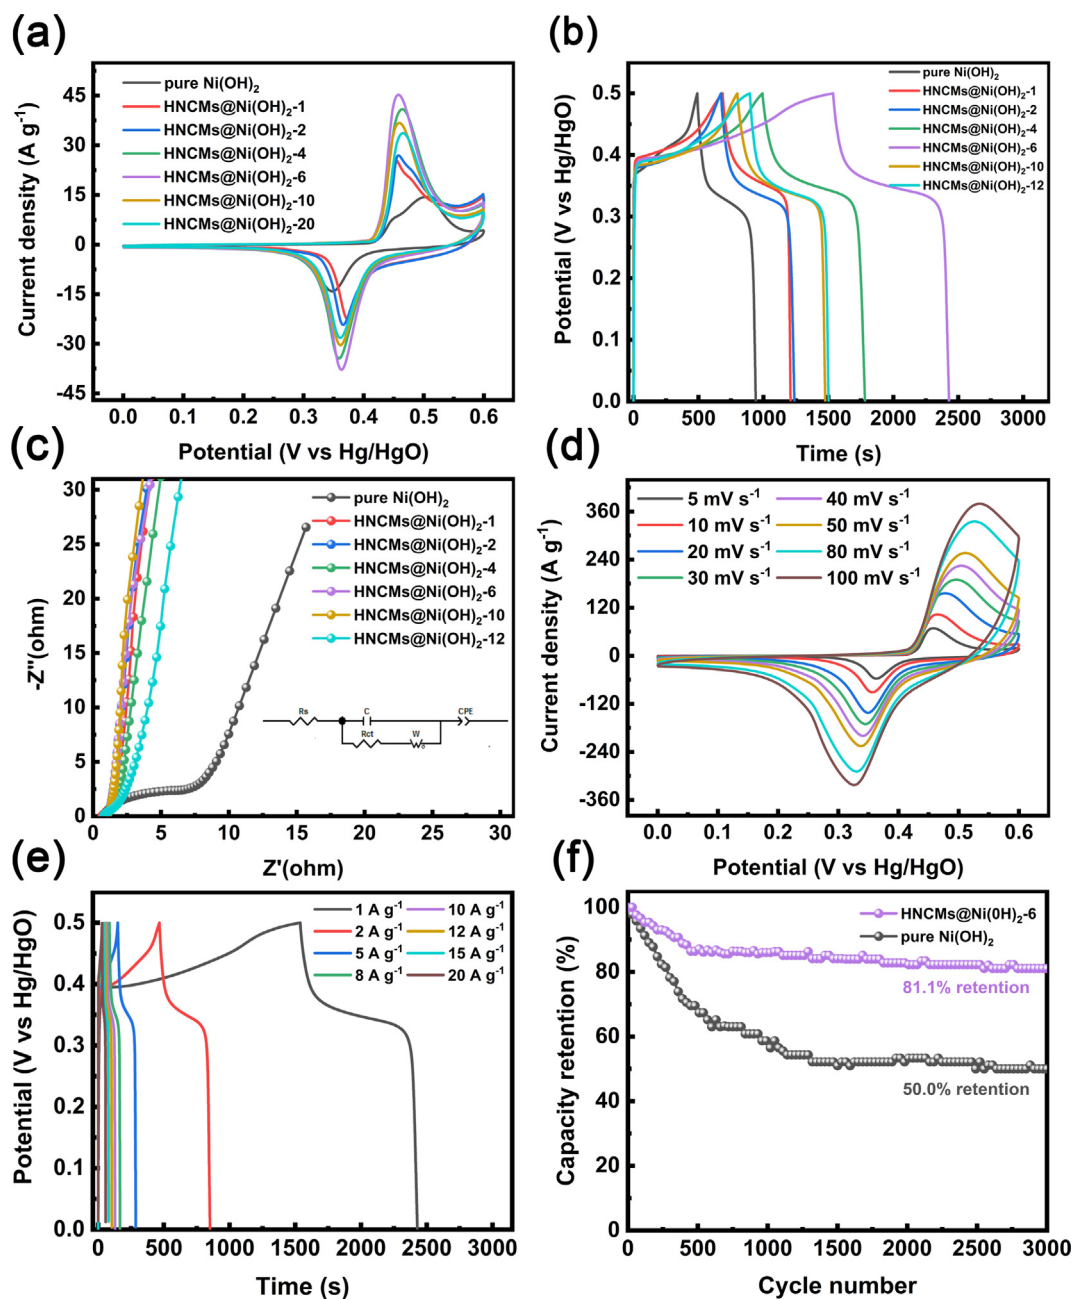 (a)
pure Ni(OH)₂
HNCMs@Ni(OH)₂-1
HNCMs@Ni(OH)₂-2
HNCMs@Ni(OH)₂-4
HNCMs@Ni(OH)₂-6
HNCMs@Ni(OH)₂-10
HNCMs@Ni(OH)₂-20
45
30
15
0
-15
-30
-45
Current density (A g⁻¹)
0.0 0.1 0.2 0.3 0.4 0.5 0.6
Potential (V vs Hg/HgO)
(b)
pure Ni(OH)₂
HNCMs@Ni(OH)₂-1
HNCMs@Ni(OH)₂-2
HNCMs@Ni(OH)₂-4
HNCMs@Ni(OH)₂-6
HNCMs@Ni(OH)₂-10
HNCMs@Ni(OH)₂-12
0.5
0.4
0.3
0.2
0.1
0.0
Potential (V vs Hg/HgO)
0 500 1000 1500 2000 2500 3000
Time (s)
(c)
pure Ni(OH)₂
HNCMs@Ni(OH)₂-1
HNCMs@Ni(OH)₂-2
HNCMs@Ni(OH)₂-4
HNCMs@Ni(OH)₂-6
HNCMs@Ni(OH)₂-10
HNCMs@Ni(OH)₂-12
Rs C CPE
Rct W
30
25
20
15
10
5
0
-Z''(ohm)
0 5 10 15 20 25 30
Z'(ohm)
(d)
5 mV s⁻¹ 40 mV s⁻¹
10 mV s⁻¹ 50 mV s⁻¹
20 mV s⁻¹ 80 mV s⁻¹
30 mV s⁻¹ 100 mV s⁻¹
360
240
120
0
-120
-240
-360
Current density (A g⁻¹)
0.0 0.1 0.2 0.3 0.4 0.5 0.6
Potential (V vs Hg/HgO)
(e)
1 A g⁻¹ 10 A g⁻¹
2 A g⁻¹ 12 A g⁻¹
5 A g⁻¹ 15 A g⁻¹
8 A g⁻¹ 20 A g⁻¹
0.5
0.4
0.3
0.2
0.1
0.0
Potential (V vs Hg/HgO)
0 500 1000 1500 2000 2500 3000
Time (s)
(f)
HNCMs@Ni(0H)₂-6
pure Ni(OH)₂
81.1% retention
50.0% retention
100
80
60
40
20
0
Capacity retention (%)
0 500 1000 1500 2000 2500 3000
Cycle number